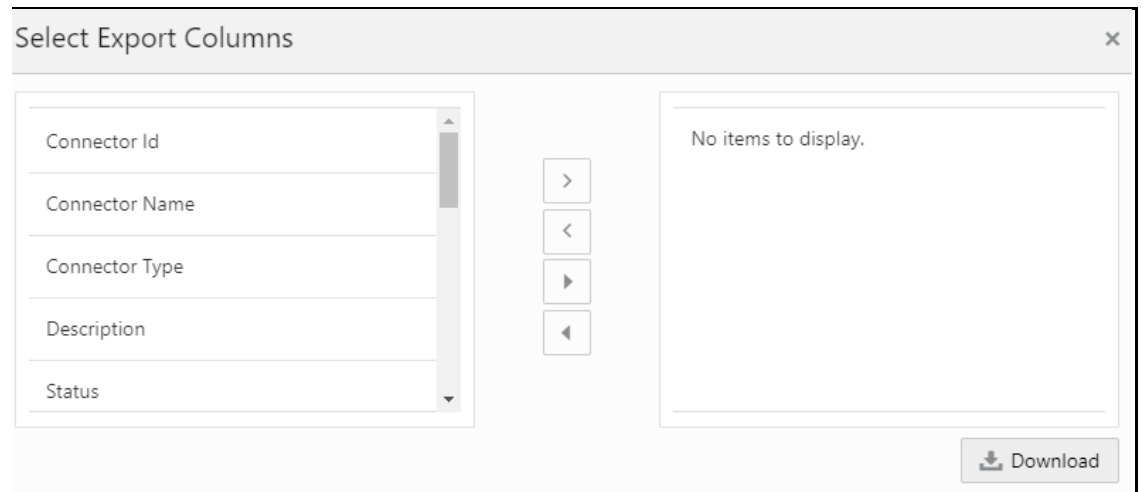 Select Export Columns
Connector Id
Connector Name
Connector Type
Description
Status
No items to display.
Download